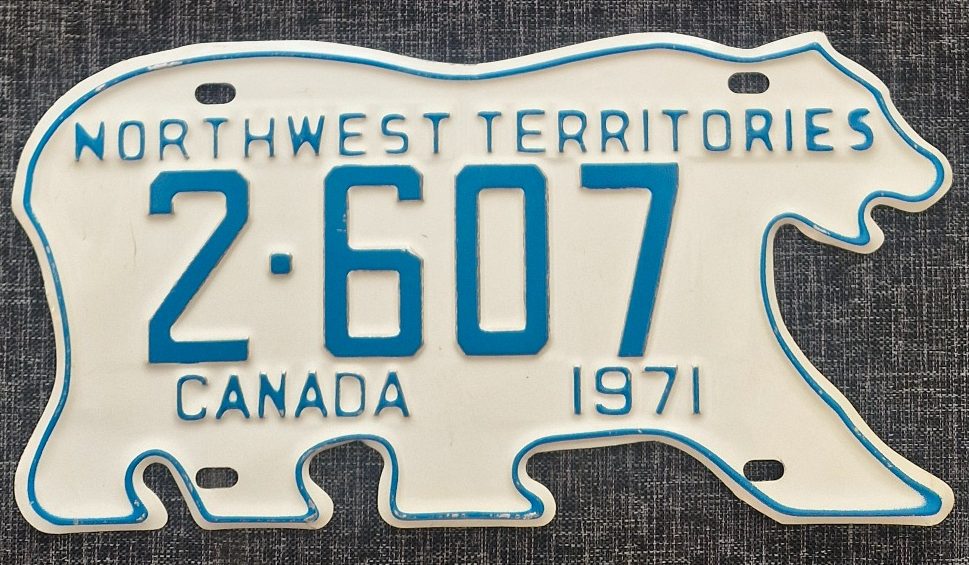 NORTHWEST TERRITORIES
2·607
CANADA 1971